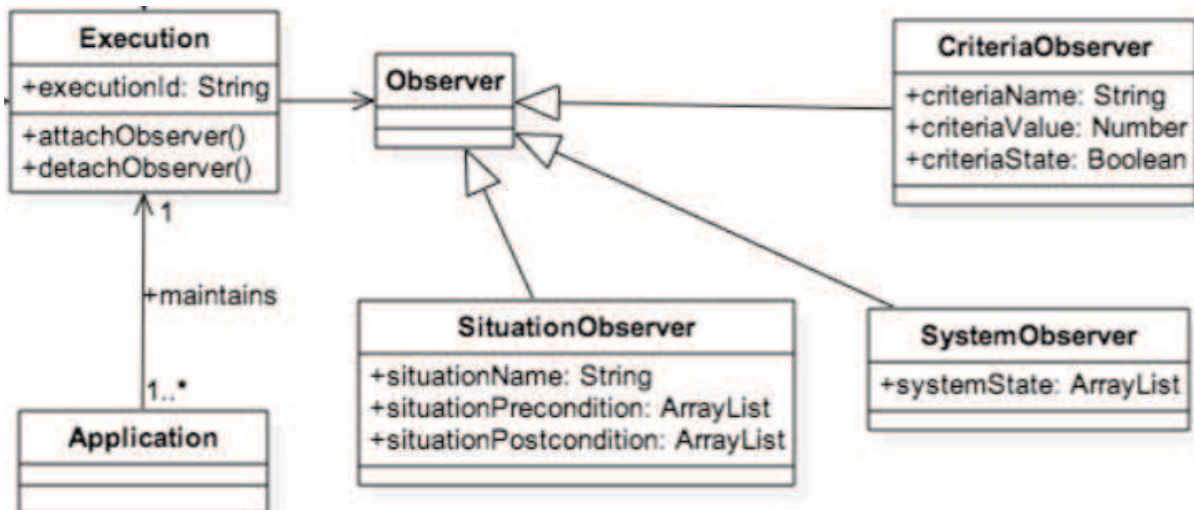 Execution
+executionId: String
+attachObserver()
+detachObserver()
Observer
CriteriaObserver
+criteriaName: String
+criteriaValue: Number
+criteriaState: Boolean
1
+maintains
1..*
Application
SituationObserver
+situationName: String
+situationPrecondition: ArrayList
+situationPostcondition: ArrayList
SystemObserver
+systemState: ArrayList